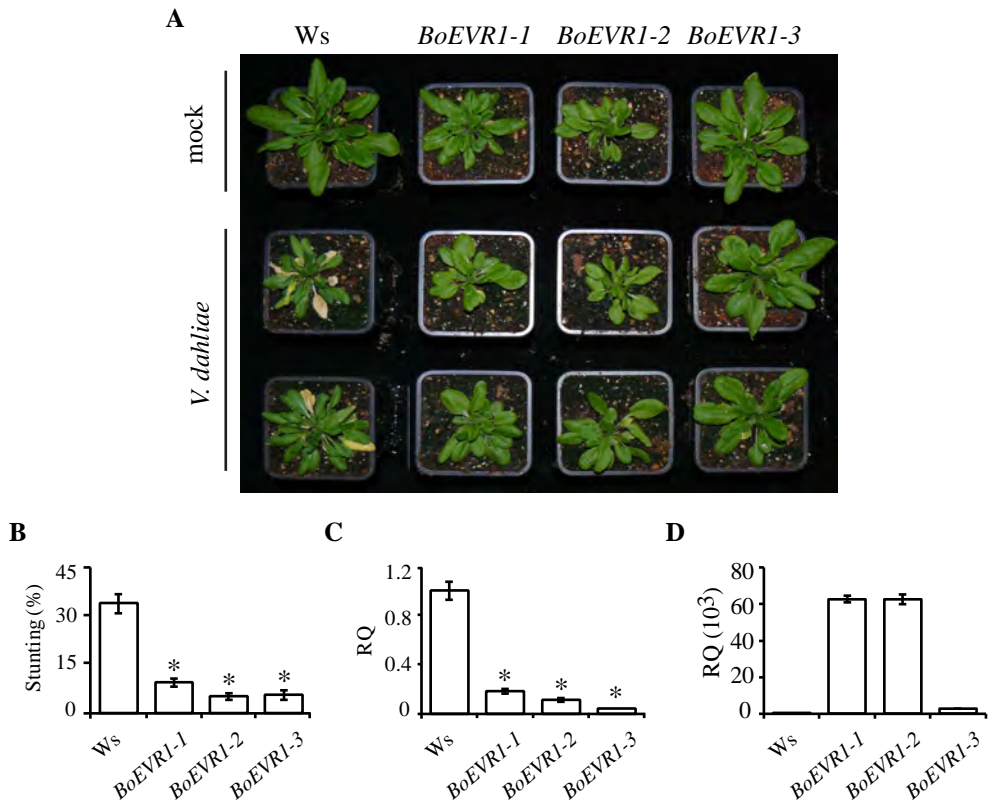 A
Ws BoEVR1-1 BoEVR1-2 BoEVR1-3
mock
V. dahliae
B
Stunting (%)
45
30
15
0
Ws BoEVR1-1 BoEVR1-2 BoEVR1-3
* * *
C
RQ
1.2
0.8
0.4
0
Ws BoEVR1-1 BoEVR1-2 BoEVR1-3
* * *
D
RQ (10³)
80
60
40
20
0
Ws BoEVR1-1 BoEVR1-2 BoEVR1-3